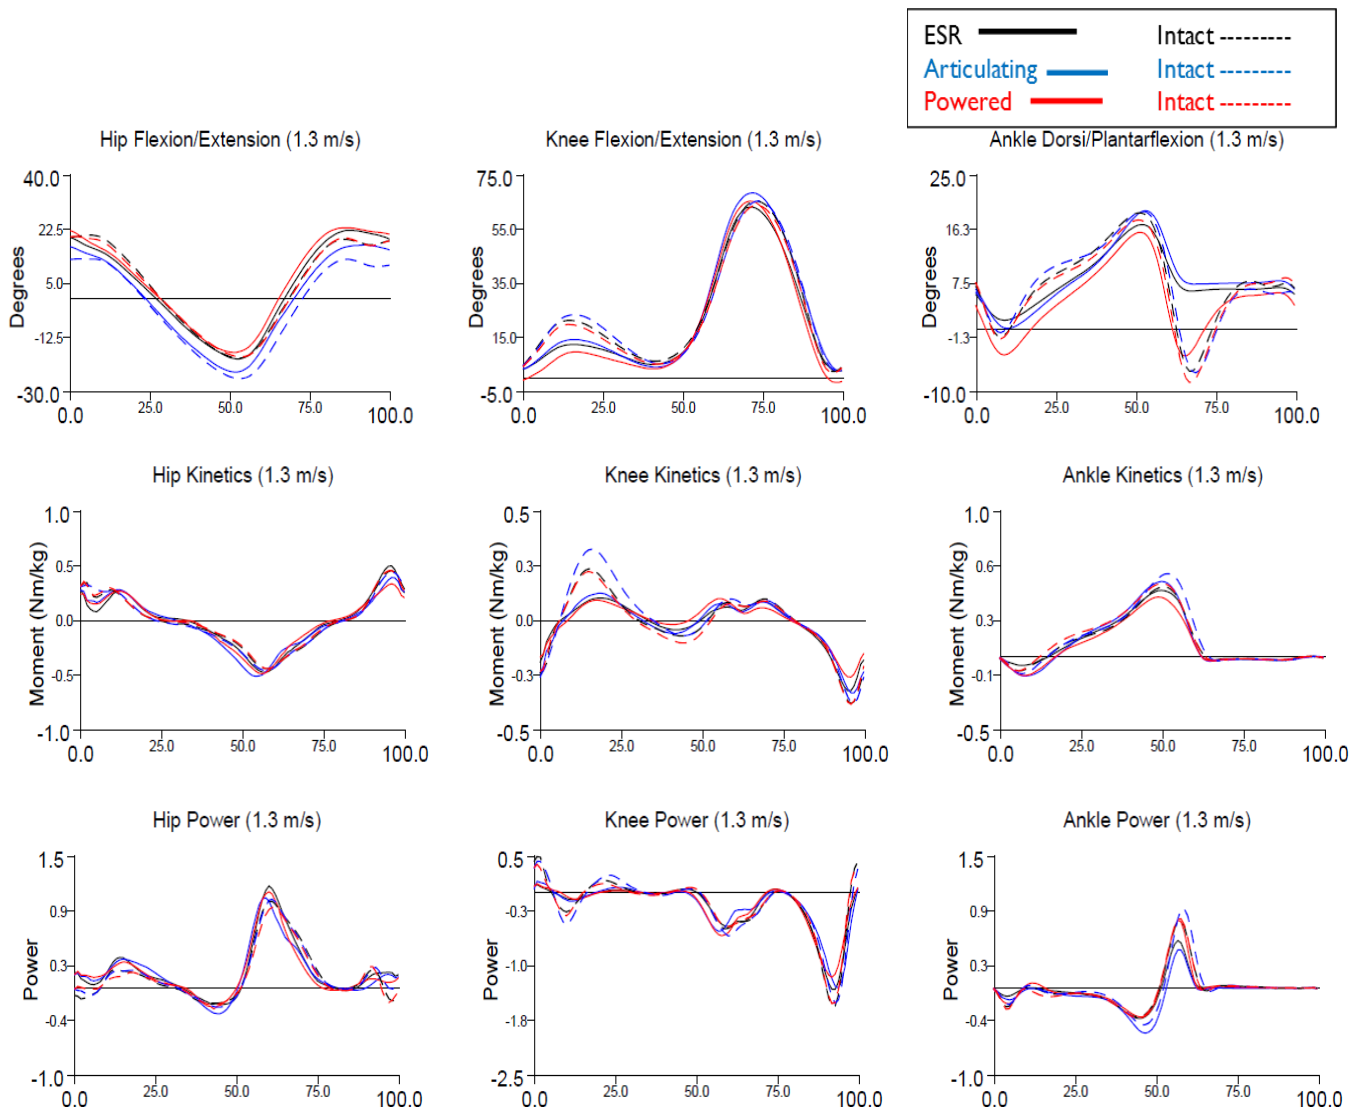 ESR Intact ---------
Articulating Intact ---------
Powered Intact ---------
Hip Flexion/Extension (1.3 m/s)
Knee Flexion/Extension (1.3 m/s)
Ankle Dorsi/Plantarflexion (1.3 m/s)
Degrees
40.0
22.5
5.0
-12.5
-30.0
0.0 25.0 50.0 75.0 100.0
Degrees
75.0
55.0
35.0
15.0
-5.0
0.0 25.0 50.0 75.0 100.0
Degrees
25.0
16.3
7.5
-1.3
-10.0
0.0 25.0 50.0 75.0 100.0
Hip Kinetics (1.3 m/s)
Knee Kinetics (1.3 m/s)
Ankle Kinetics (1.3 m/s)
Moment (Nm/kg)
1.0
0.5
0.0
-0.5
-1.0
0.0 25.0 50.0 75.0 100.0
Moment (Nm/kg)
0.5
0.3
0.0
-0.3
-0.5
0.0 25.0 50.0 75.0 100.0
Moment (Nm/kg)
1.0
0.6
0.3
-0.1
-0.5
0.0 25.0 50.0 75.0 100.0
Hip Power (1.3 m/s)
Knee Power (1.3 m/s)
Ankle Power (1.3 m/s)
Power
1.5
0.9
0.3
-0.4
-1.0
0.0 25.0 50.0 75.0 100.0
Power
0.5
-0.3
-1.0
-1.8
-2.5
0.0 25.0 50.0 75.0 100.0
Power
1.5
0.9
0.3
-0.4
-1.0
0.0 25.0 50.0 75.0 100.0